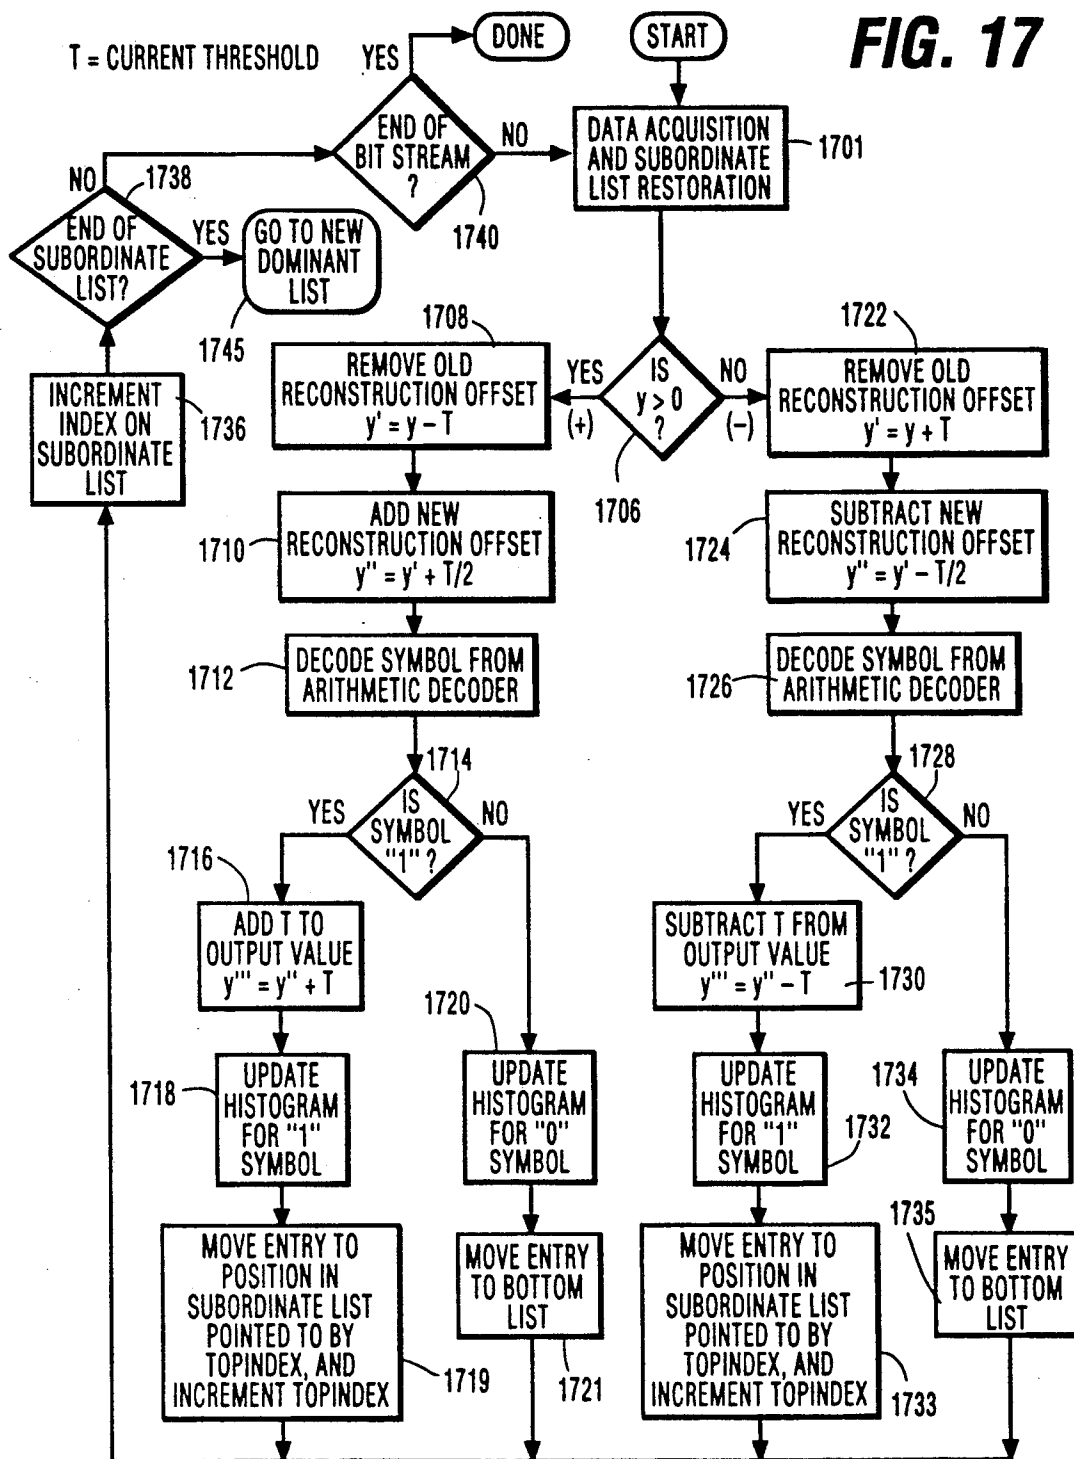 FIG. 17
T = CURRENT THRESHOLD
YES
DONE
START
END OF
BIT STREAM
?
NO
1740
DATA ACQUISITION
AND SUBORDINATE
LIST RESTORATION
1701
NO
1738
END OF
SUBORDINATE
LIST?
YES
GO TO NEW
DOMINANT
LIST
1745
INCREMENT
INDEX ON
SUBORDINATE
LIST
1736
1708
REMOVE OLD
RECONSTRUCTION OFFSET
y' = y – T
YES
(+)
IS
y > 0
?
NO
(–)
1706
1722
REMOVE OLD
RECONSTRUCTION OFFSET
y' = y + T
1710
ADD NEW
RECONSTRUCTION OFFSET
y" = y' + T/2
1724
SUBTRACT NEW
RECONSTRUCTION OFFSET
y" = y' – T/2
1712
DECODE SYMBOL FROM
ARITHMETIC DECODER
1726
DECODE SYMBOL FROM
ARITHMETIC DECODER
1714
YES
IS
SYMBOL
"1" ?
NO
1728
YES
IS
SYMBOL
"1" ?
NO
1716
ADD T TO
OUTPUT VALUE
y''' = y" + T
SUBTRACT T FROM
OUTPUT VALUE
y''' = y" – T
1730
1718
UPDATE
HISTOGRAM
FOR "1"
SYMBOL
1720
UPDATE
HISTOGRAM
FOR "0"
SYMBOL
UPDATE
HISTOGRAM
FOR "1"
SYMBOL
1732
1734
UPDATE
HISTOGRAM
FOR "0"
SYMBOL
MOVE ENTRY TO
POSITION IN
SUBORDINATE LIST
POINTED TO BY
TOPINDEX, AND
INCREMENT TOPINDEX
1719
MOVE ENTRY
TO BOTTOM
LIST
1721
MOVE ENTRY TO
POSITION IN
SUBORDINATE LIST
POINTED TO BY
TOPINDEX, AND
INCREMENT TOPINDEX
1733
1735
MOVE ENTRY
TO BOTTOM
LIST